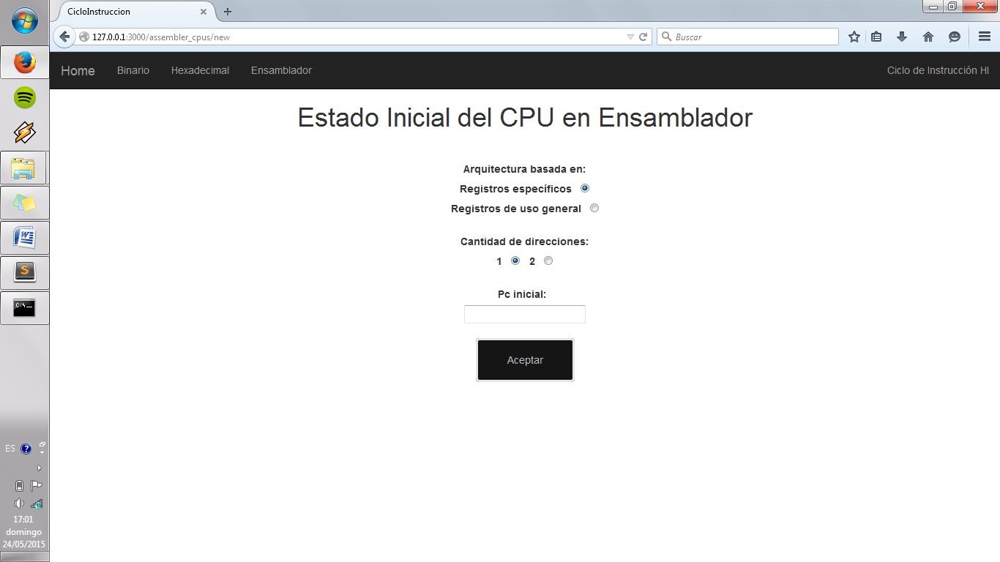 CicloInstruccion
127.0.0.1:3000/assembler_cpus/new
Buscar
Home Binario Hexadecimal Ensamblador Ciclo de Instrucción HI
Estado Inicial del CPU en Ensamblador
Arquitectura basada en:
Registros específicos
Registros de uso general
Cantidad de direcciones:
1 2
Pc inicial:
Aceptar
ES
17:01
domingo
24/05/2015